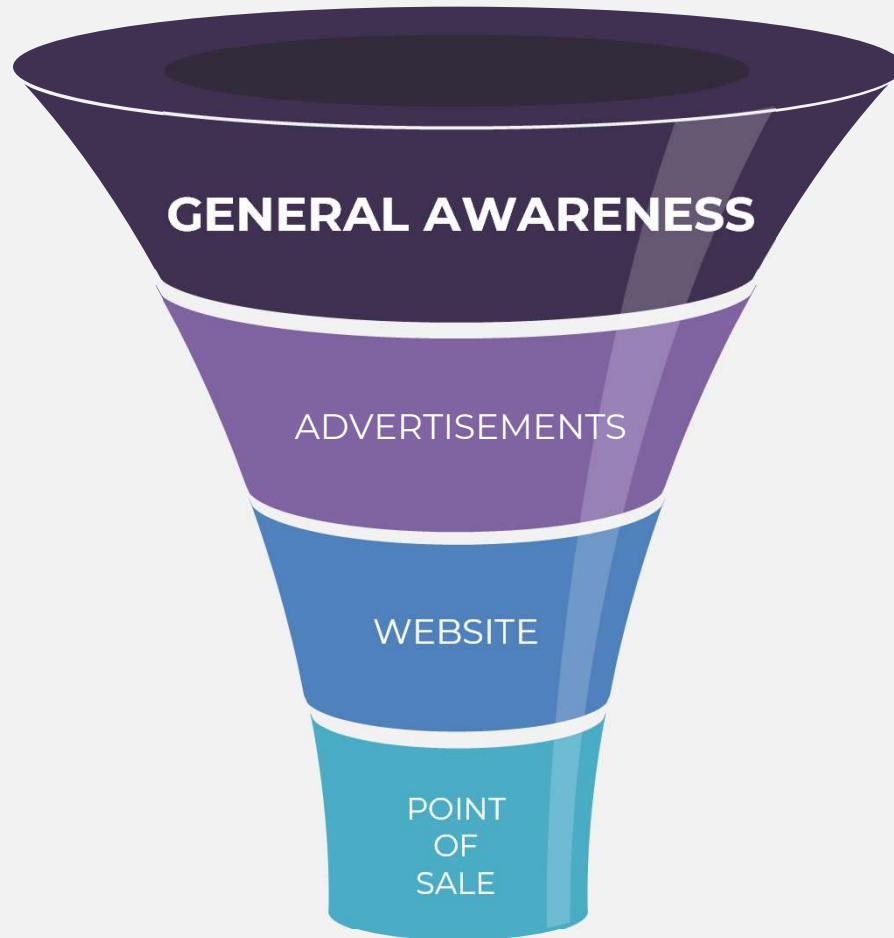 GENERAL AWARENESS
ADVERTISEMENTS
WEBSITE
POINT
OF
SALE